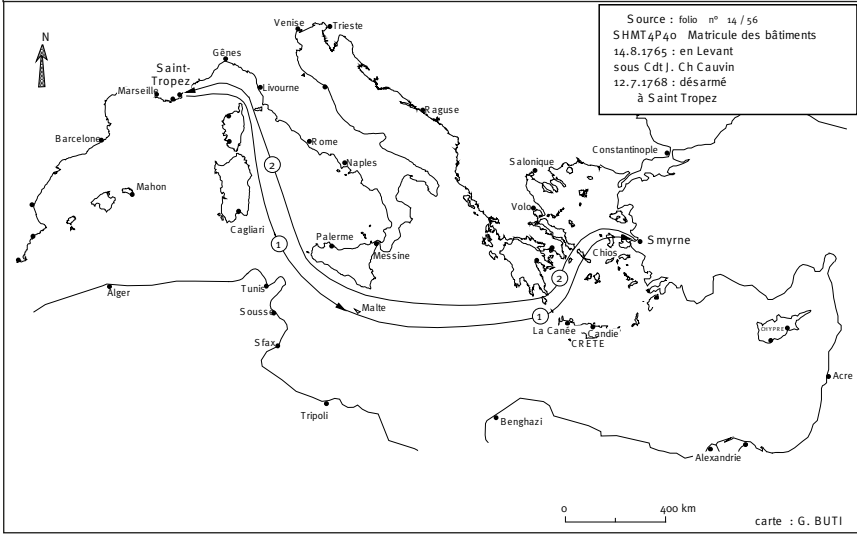 Source : folio n° 14 / 56
SHMT4P40 Matricule des bâtiments
14.8.1765 : en Levant
sous Cdt J. Ch Cauvin
12.7.1768 : désarmé
à Saint Tropez
N
Venise
Trieste
Gênes
Saint-
Tropez
Marseille
Livourne
Raguse
Barcelone
Rome
Constantinople
Naples
Salonique
2
Mahon
Volo
Cagliari
Palerme
Messine
1
Smyrne
Chios
2
Alger
Tunis
Malte
Sousse
1
La Canée
Candie
CRÈTE
CHYPRE
Sfax
Acre
Tripoli
Benghazi
Alexandrie
0
400 km
carte : G. BUTI